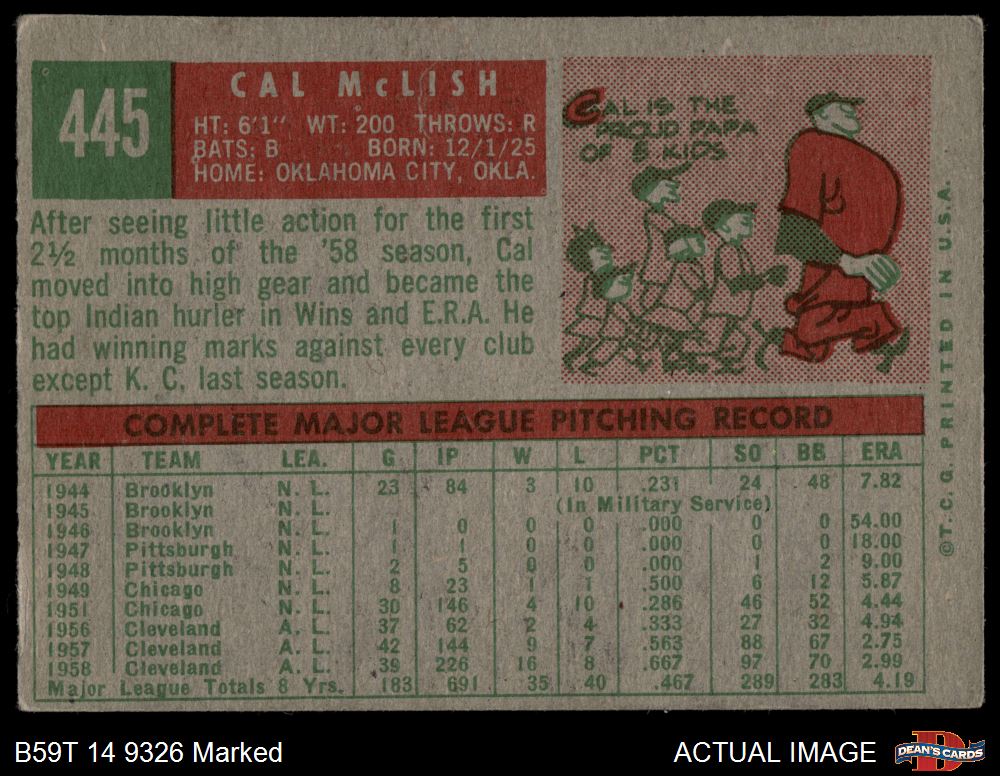 445
CAL McLISH
HT: 6'1" WT: 200 THROWS: R
BATS: B BORN: 12/1/25
HOME: OKLAHOMA CITY, OKLA.
CAL IS THE
PROUD PAPA
OF 8 KIDS
After seeing little action for the first
2½ months of the '58 season, Cal
moved into high gear and became the
top Indian hurler in Wins and E.R.A. He
had winning marks against every club
except K. C. last season.
COMPLETE MAJOR LEAGUE PITCHING RECORD
YEAR TEAM LEA. G IP W L PCT SO BB ERA
1944 Brooklyn N. L. 23 84 3 10 .231 24 48 7.82
1945 Brooklyn N. L. (In Military Service)
1946 Brooklyn N. L. 1 0 0 0 .000 0 0 54.00
1947 Pittsburgh N. L. 1 1 0 0 .000 0 0 18.00
1948 Pittsburgh N. L. 2 5 0 0 .000 1 2 9.00
1949 Chicago N. L. 8 23 1 1 .500 6 12 5.87
1951 Chicago N. L. 30 146 4 10 .286 46 52 4.44
1956 Cleveland A. L. 37 62 2 4 .333 27 32 4.94
1957 Cleveland A. L. 42 144 9 7 .563 88 67 2.75
1958 Cleveland A. L. 39 226 16 8 .667 97 70 2.99
Major League Totals 8 Yrs. 183 691 35 40 .467 289 283 4.19
©T. C. G. PRINTED IN U.S.A.
B59T 14 9326 Marked
ACTUAL IMAGE
DEAN'S CARDS